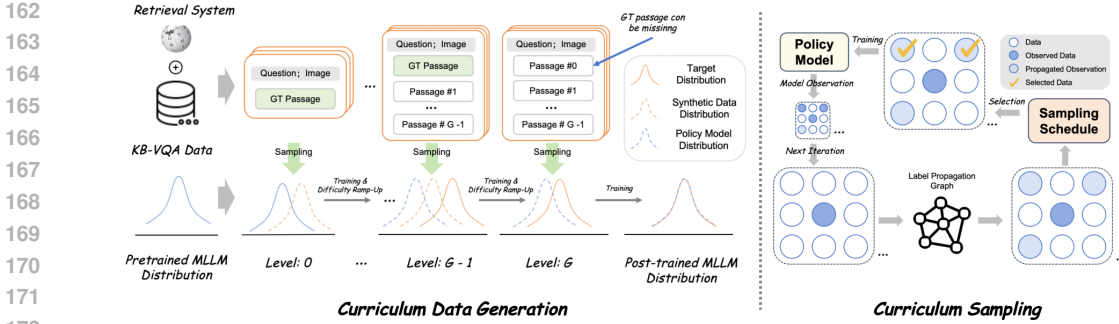 162
163
164
165
166
167
168
169
170
171
Retrieval System
KB-VQA Data
Question; Image
GT Passage
...
Question; Image
GT Passage
Passage #1
...
Passage # G -1
Question; Image
Passage #0
Passage #1
...
Passage # G -1
GT passage can
be missinng
Target
Distribution
Synthetic Data
Distribution
Policy Model
Distribution
Sampling
Sampling
Sampling
Training &
Difficulty Ramp-Up
...
Training &
Difficulty Ramp-Up
Training
Pretrained MLLM
Distribution
Level: 0
...
Level: G - 1
Level: G
Post-trained MLLM
Distribution
Curriculum Data Generation
Policy
Model
Training
Model Observation
...
Next Iteration
...
Label Propagation
Graph
...
Sampling
Schedule
Selection
...
Data
Observed Data
Propagated Observation
Selected Data
Curriculum Sampling